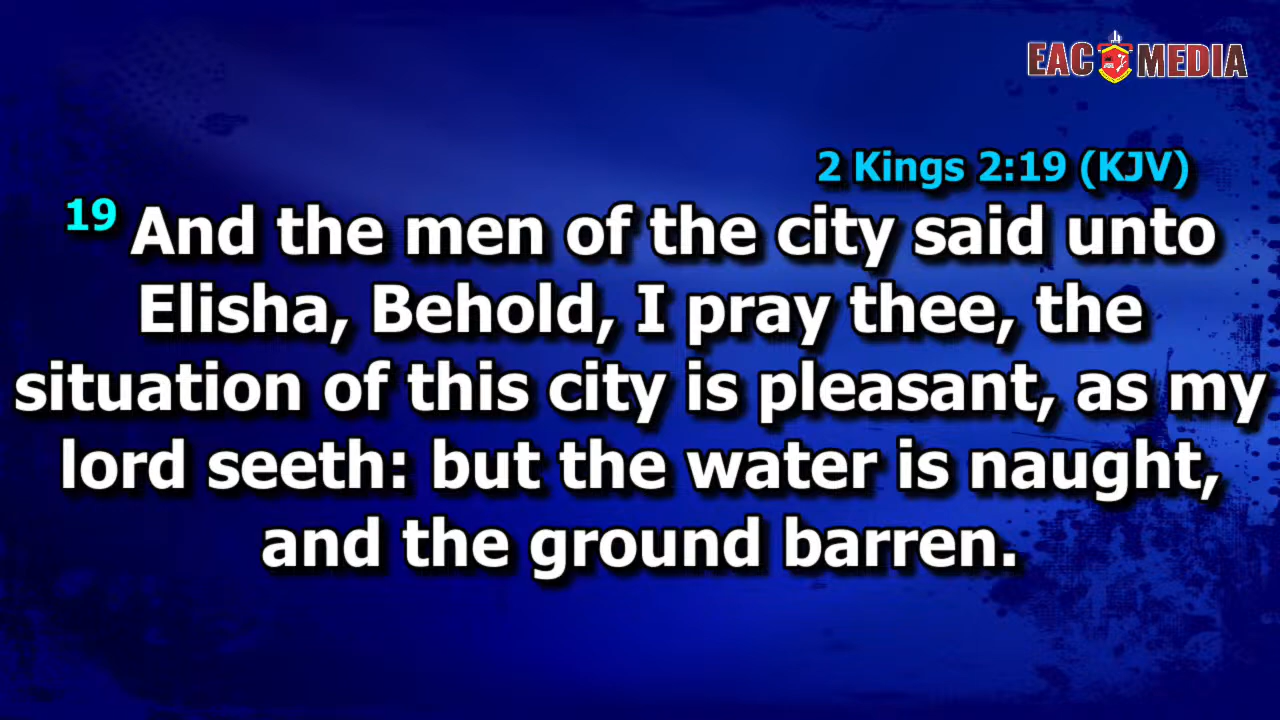 EAC MEDIA
2 Kings 2:19 (KJV)
19 And the men of the city said unto
Elisha, Behold, I pray thee, the
situation of this city is pleasant, as my
lord seeth: but the water is naught,
and the ground barren.